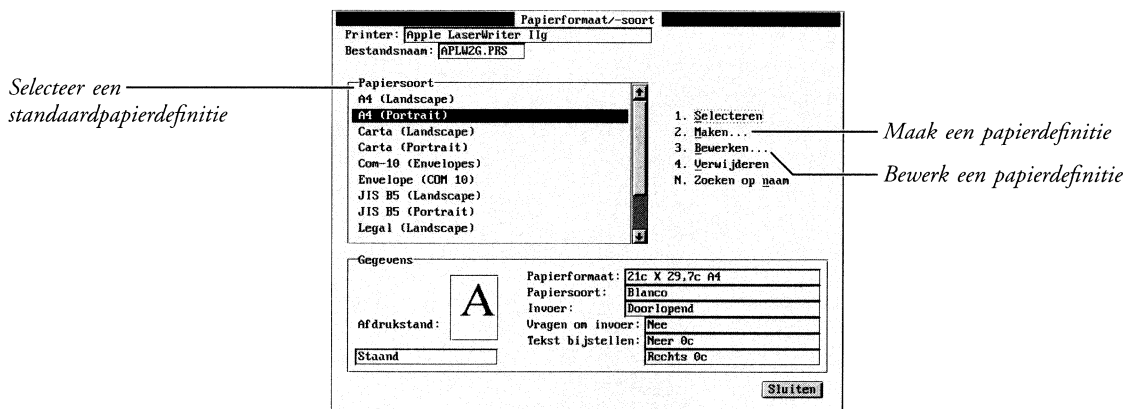 Papierformaat/-soort
Printer: Apple LaserWriter IIg
Bestandsnaam: APLW2G.PRS
Selecteer een
standaardpapierdefinitie
Papiersoort
A4 (Landscape)
A4 (Portrait)
Carta (Landscape)
Carta (Portrait)
Com-10 (Envelopes)
Envelope (COM 10)
JIS B5 (Landscape)
JIS B5 (Portrait)
Legal (Landscape)
1. Selecteren
2. Maken...
3. Bewerken...
4. Verwijderen
N. Zoeken op naam
Maak een papierdefinitie
Bewerk een papierdefinitie
Gegevens
Afdrukstand:
A
Staand
Papierformaat: 21c X 29,7c A4
Papiersoort: Blanco
Invoer: Doorlopend
Vragen om invoer: Nee
Tekst bijstellen: Neer 0c
Rechts 0c
Sluiten